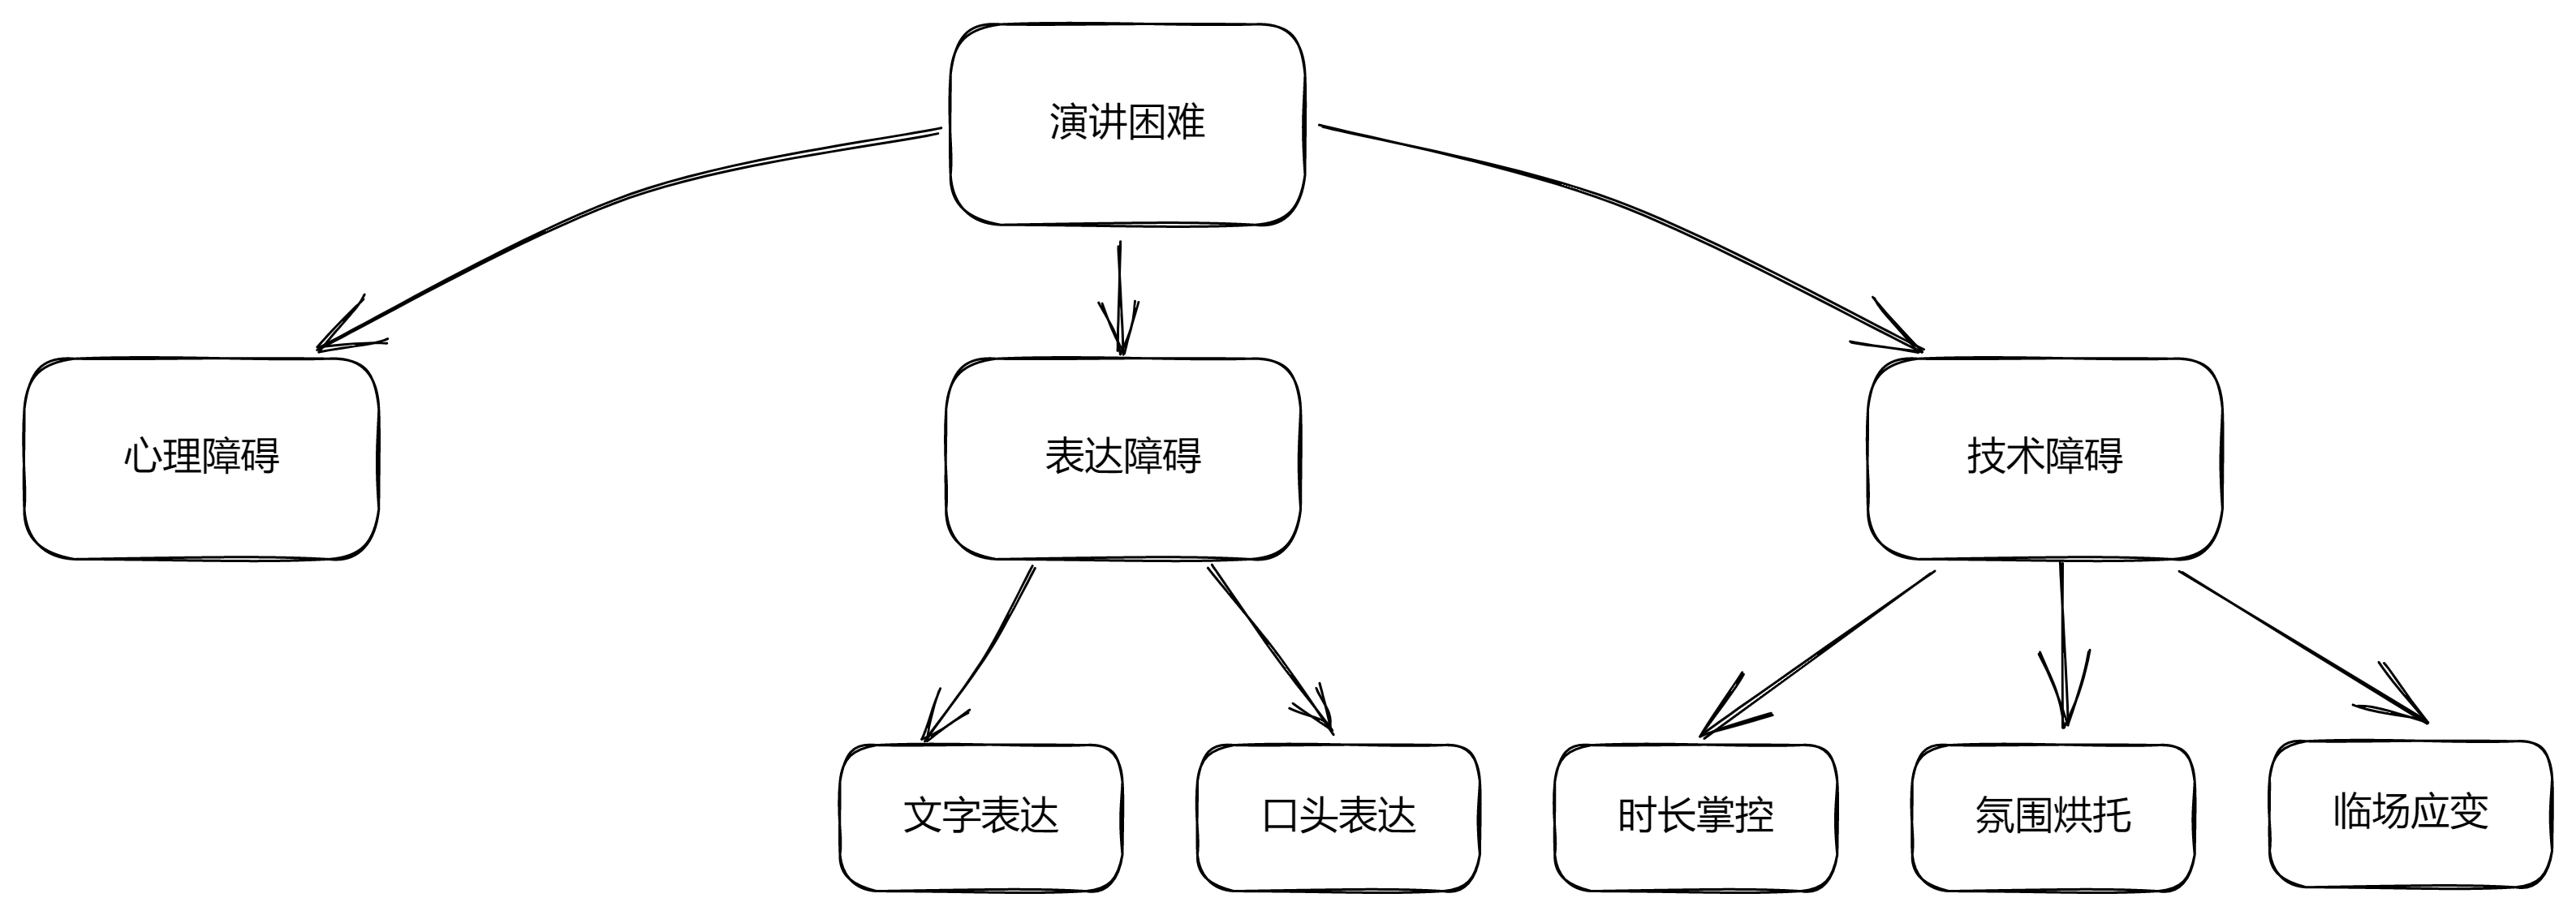 演讲困难
心理障碍
表达障碍
技术障碍
文字表达
口头表达
时长掌控
氛围烘托
临场应变